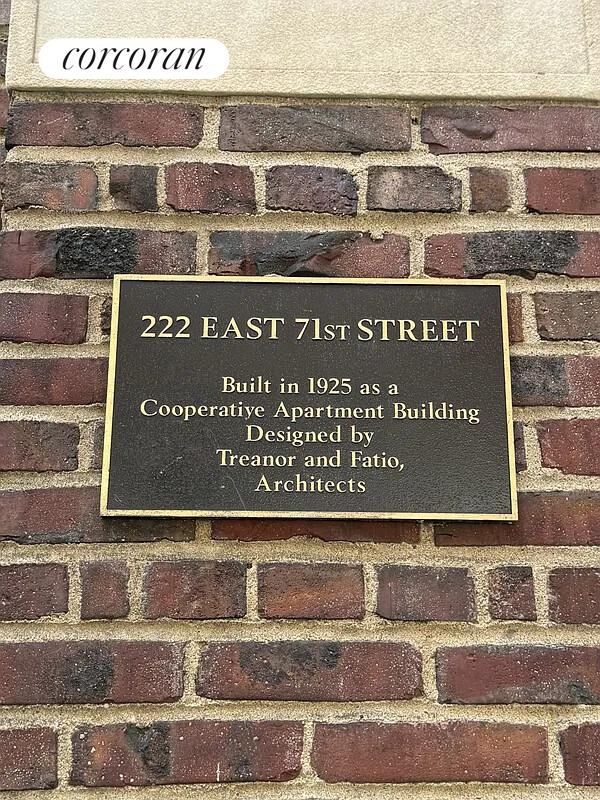 corcoran
222 EAST 71ST STREET
Built in 1925 as a
Cooperative Apartment Building
Designed by
Treanor and Fatio,
Architects